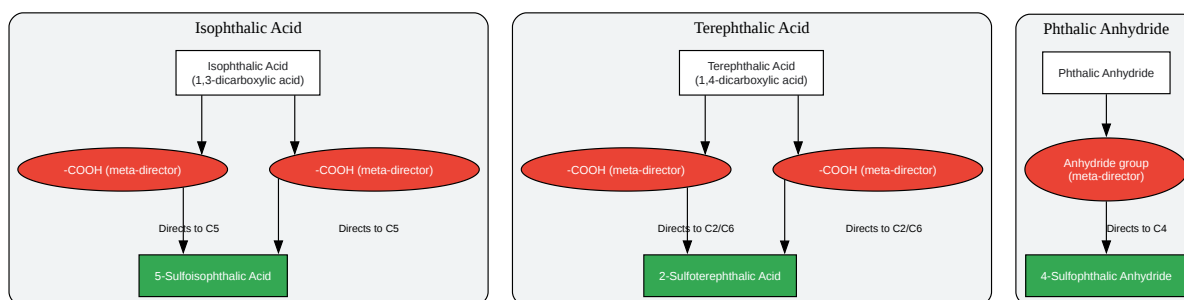 Isophthalic Acid
Isophthalic Acid
(1,3-dicarboxylic acid)
-COOH (meta-director)
-COOH (meta-director)
Directs to C5
Directs to C5
5-Sulfoisophthalic Acid
Terephthalic Acid
Terephthalic Acid
(1,4-dicarboxylic acid)
-COOH (meta-director)
-COOH (meta-director)
Directs to C2/C6
Directs to C2/C6
2-Sulfoterephthalic Acid
Phthalic Anhydride
Phthalic Anhydride
Anhydride group
(meta-director)
Directs to C4
4-Sulfophthalic Anhydride